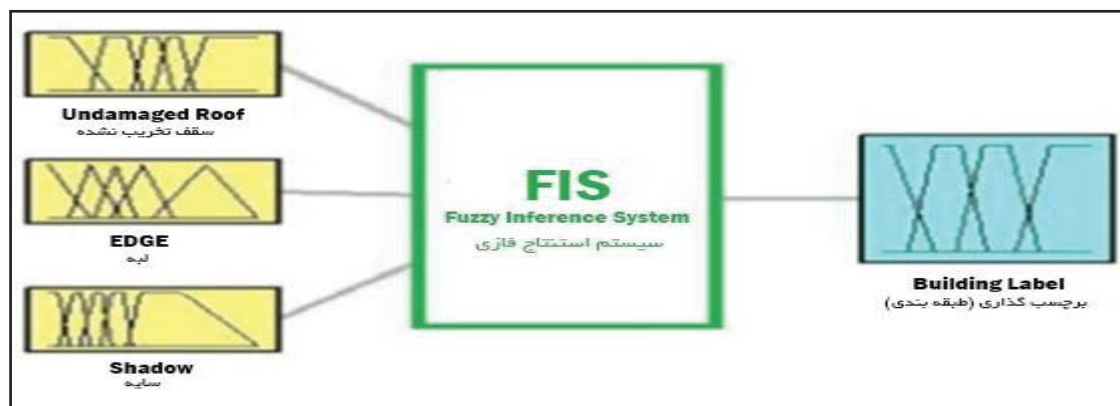 Undamaged Roof
سقف تخریب نشده
EDGE
لبه
Shadow
سایه
FIS
Fuzzy Inference System
سیستم استنتاج فازی
Building Label
برچسب گذاری (طبقه بندی)